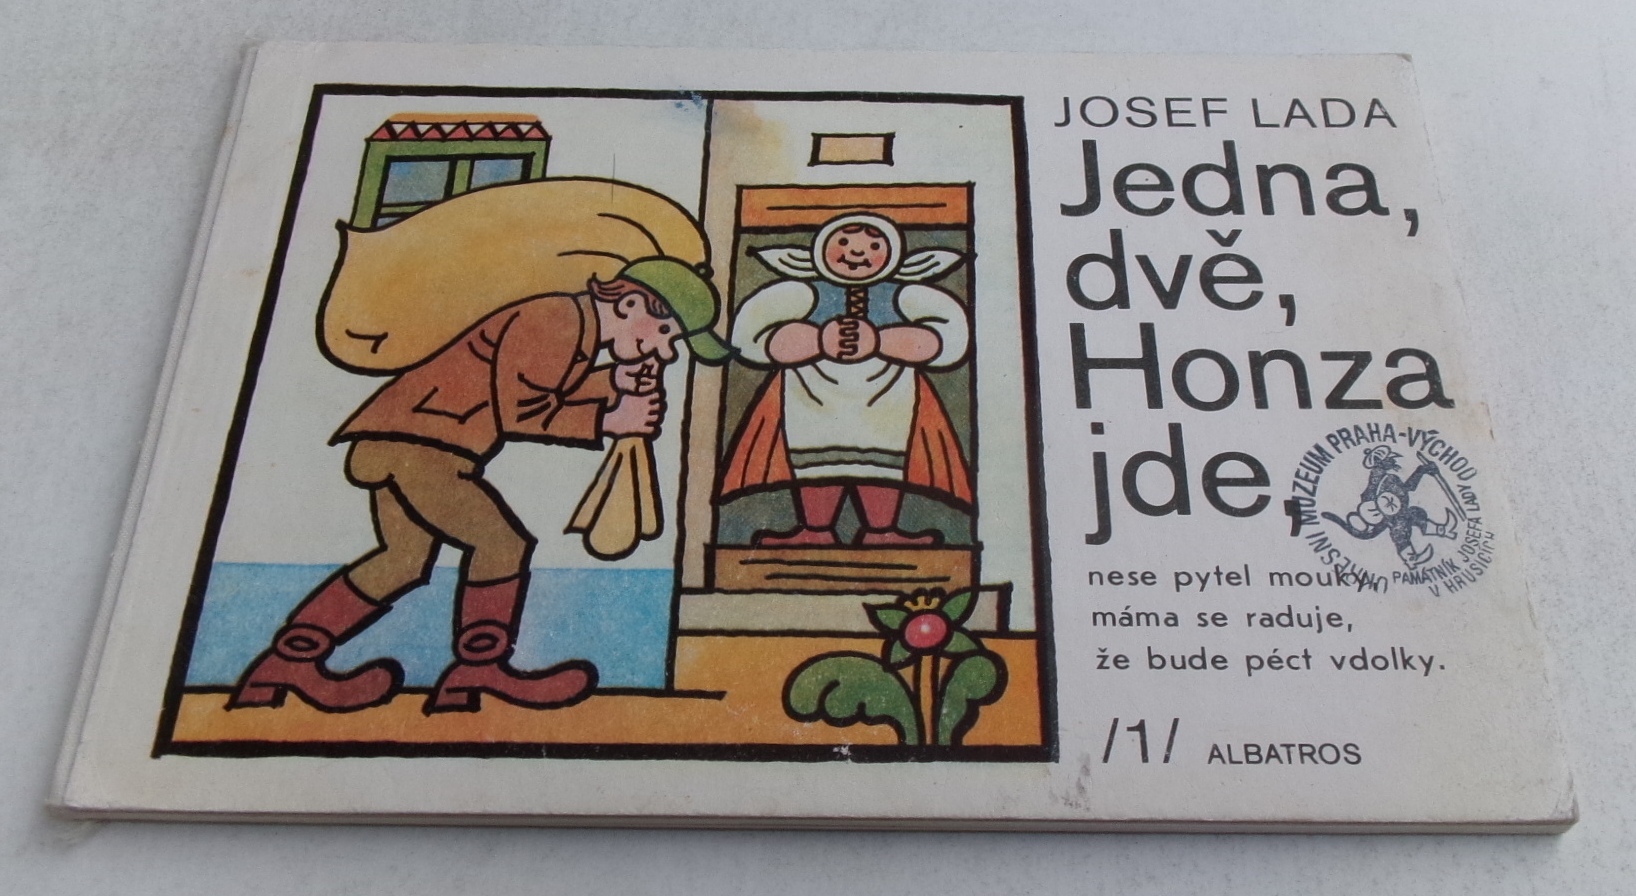 JOSEF LADA
Jedna,
dvě,
Honza
jde,
nese pytel mouky,
máma se raduje,
že bude péct vdolky.
/1/ ALBATROS
MUZEUM PRAHA-VÝCHOD
PAMÁTNÍK JOSEFA LADY
V HRUSICÍCH